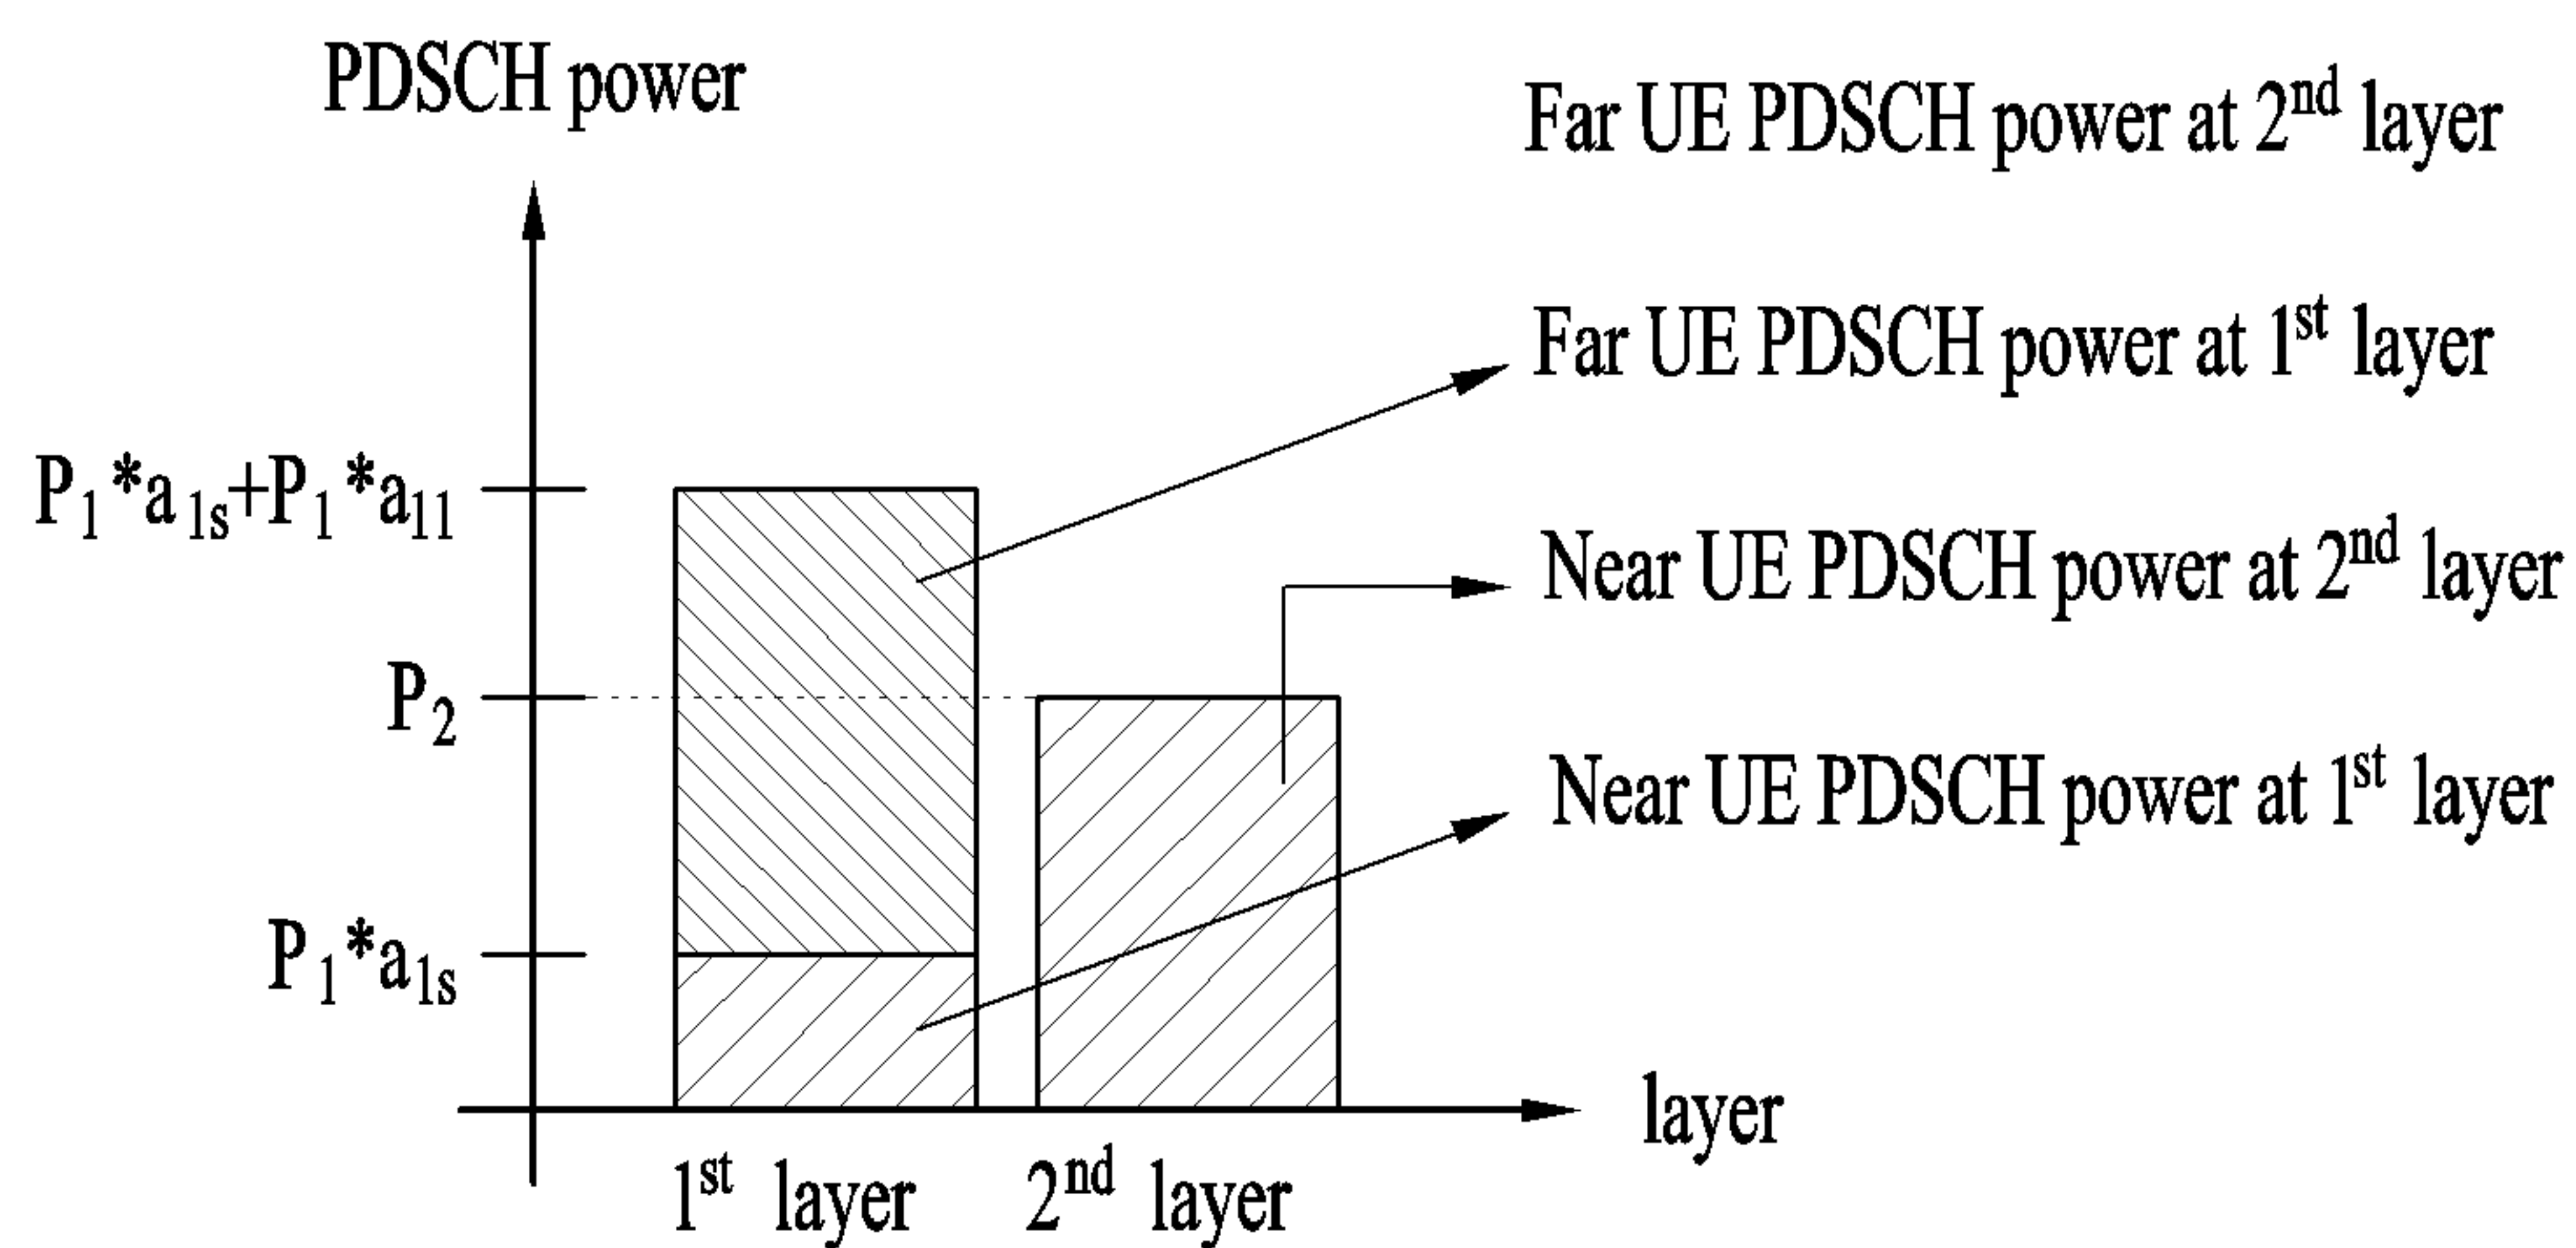 PDSCH power
Far UE PDSCH power at 2nd layer
Far UE PDSCH power at 1st layer
P1*a1s+P1*a11
Near UE PDSCH power at 2nd layer
P2
Near UE PDSCH power at 1st layer
P1*a1s
layer
1st layer
2nd layer